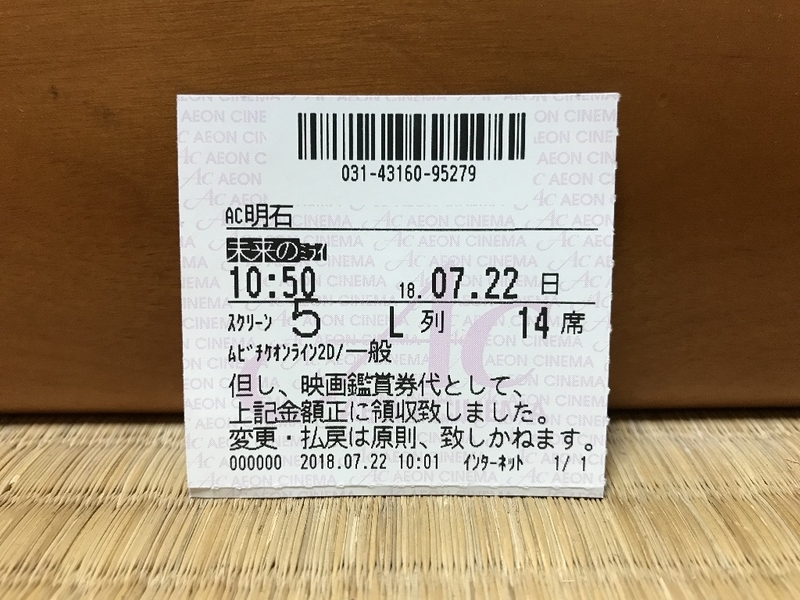 031-43160-95279
AC明石
未来のﾐﾗｲ
10:50 18.07.22 日
ｽｸﾘｰﾝ 5 L 列 14 席
ﾑﾋﾞﾁｹｵﾝﾗｲﾝ2D/一般
但し、映画鑑賞券代として、
上記金額正に領収致しました。
変更・払戻は原則、致しかねます。
000000 2018.07.22 10:01 ｲﾝﾀｰﾈｯﾄ 1/ 1
AC AEON CINEMA